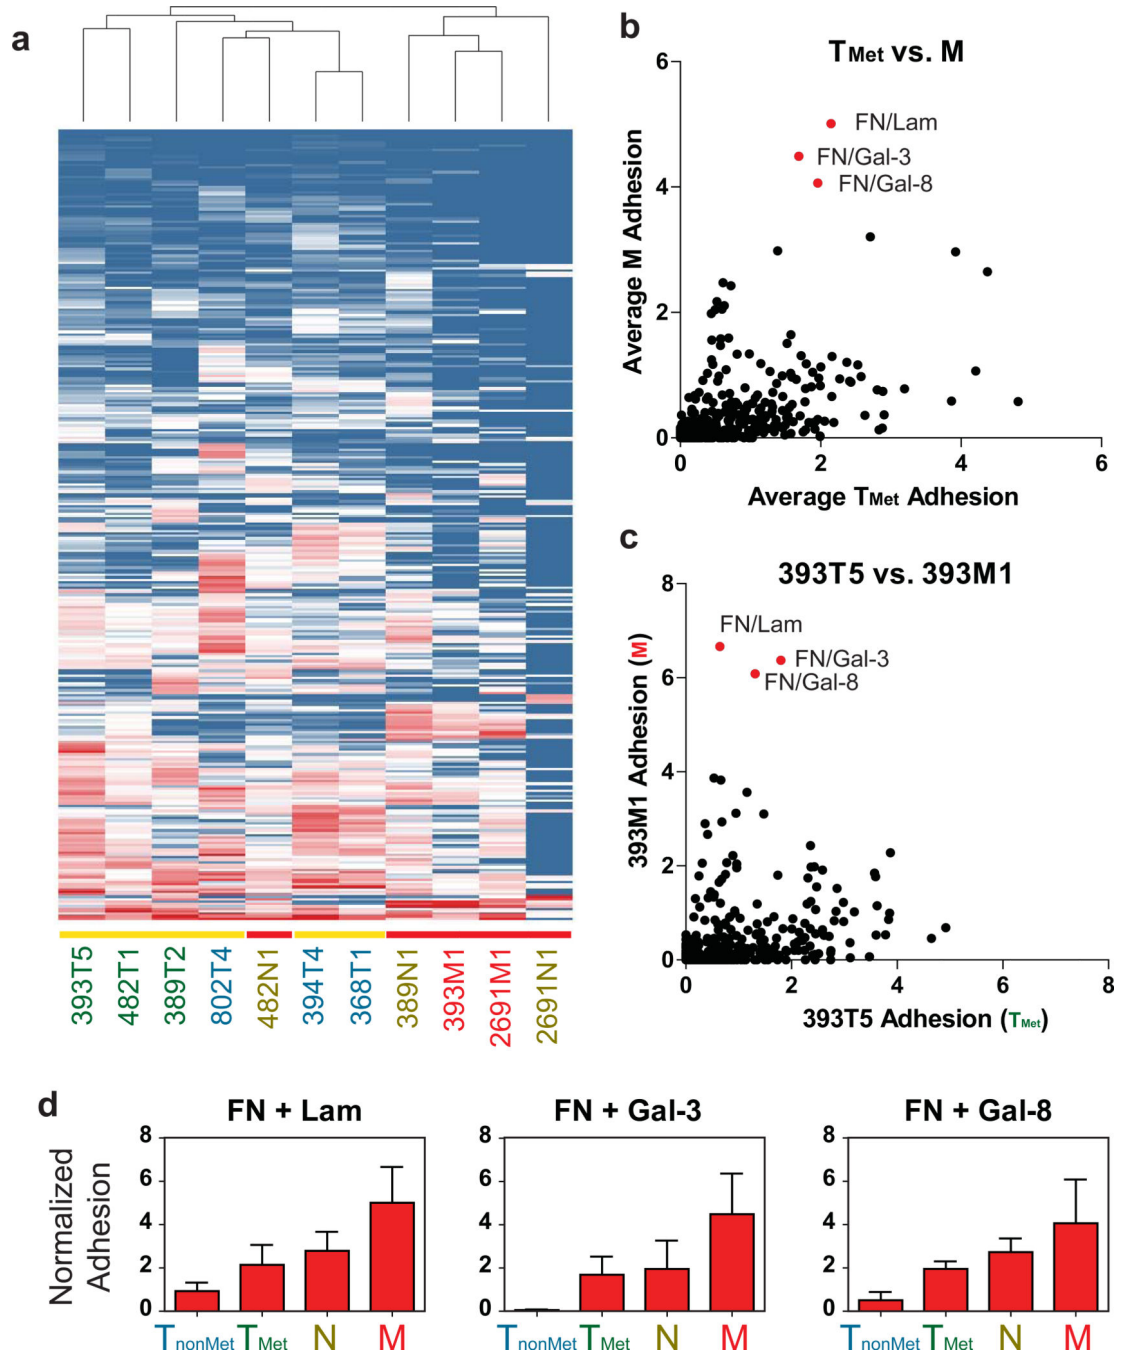 a
393T5
482T1
389T2
802T4
482N1
394T4
368T1
389N1
393M1
2691M1
2691N1
b
TMet vs. M
Average M Adhesion
6
4
2
0
FN/Lam
FN/Gal-3
FN/Gal-8
0 2 4 6
Average TMet Adhesion
c
393T5 vs. 393M1
393M1 Adhesion (M)
8
6
4
2
0
FN/Lam
FN/Gal-3
FN/Gal-8
0 2 4 6 8
393T5 Adhesion (TMet)
d
Normalized
Adhesion
FN + Lam
8
6
4
2
0
TnonMet TMet N M
FN + Gal-3
8
6
4
2
0
TnonMet TMet N M
FN + Gal-8
8
6
4
2
0
TnonMet TMet N M